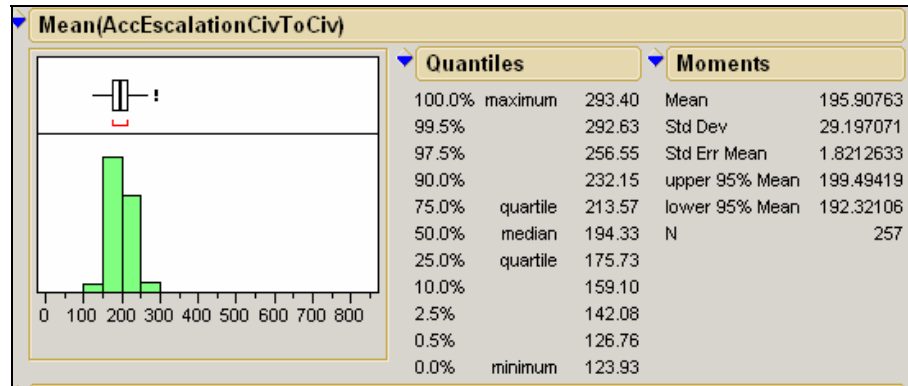 Mean(AccEscalationCivToCiv)
Quantiles
100.0% maximum 293.40
99.5% 292.63
97.5% 256.55
90.0% 232.15
75.0% quartile 213.57
50.0% median 194.33
25.0% quartile 175.73
10.0% 159.10
2.5% 142.08
0.5% 126.76
0.0% minimum 123.93
Moments
Mean 195.90763
Std Dev 29.197071
Std Err Mean 1.8212633
upper 95% Mean 199.49419
lower 95% Mean 192.32106
N 257
0 100 200 300 400 500 600 700 800